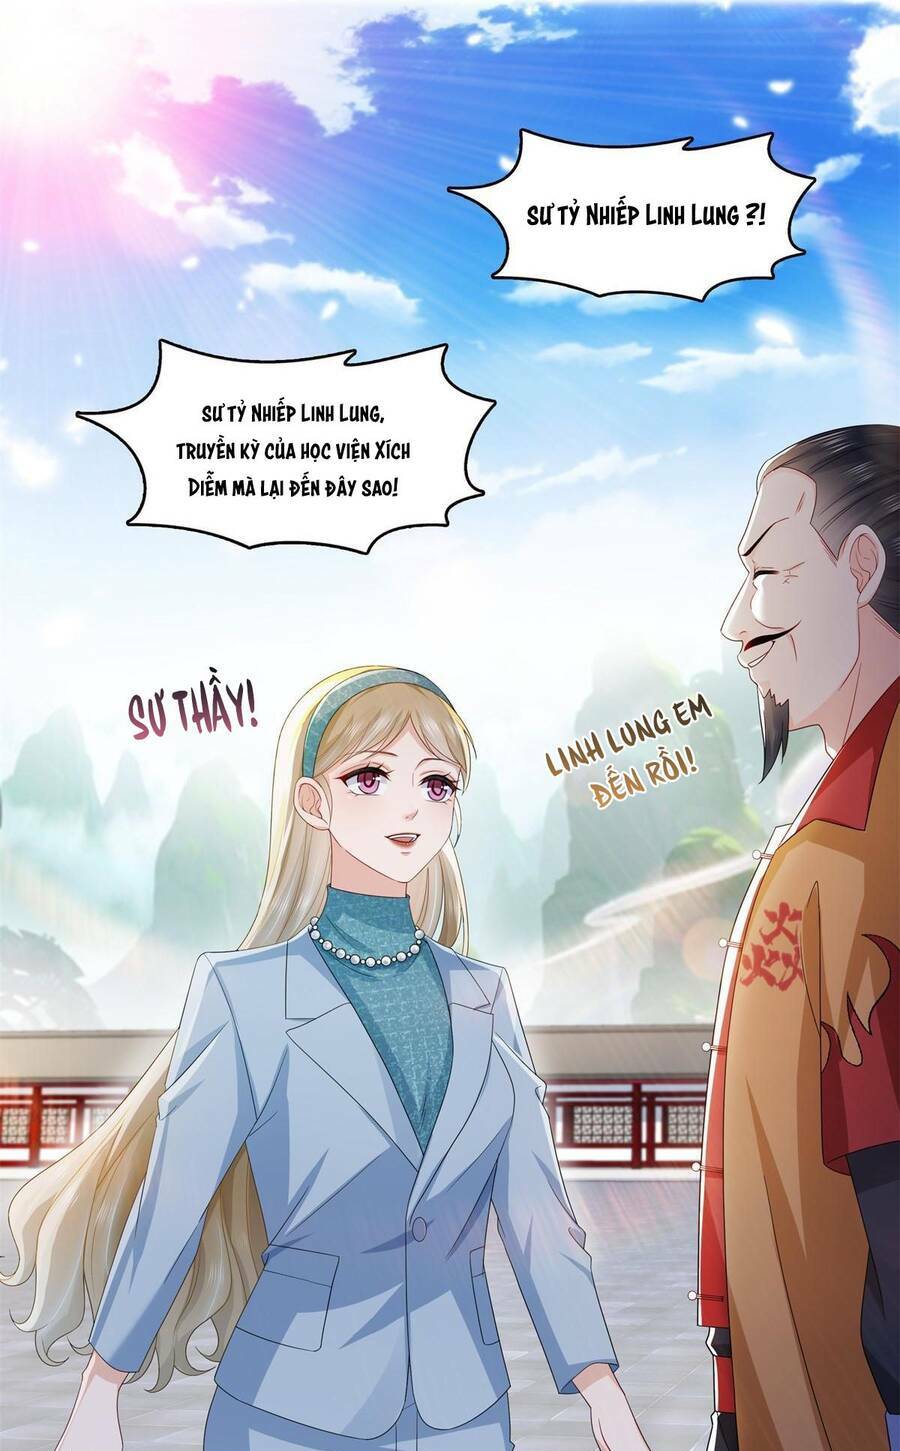 SƯ TỶ NHIẾP LINH LUNG ?!
SƯ TỶ NHIẾP LINH LUNG,
TRUYỀN KỲ CỦA HỌC VIỆN XÍCH
DIỄM MÀ LẠI ĐẾN ĐÂY SAO!
SƯ THẦY!
LINH LUNG EM
ĐẾN RỒI!
焱